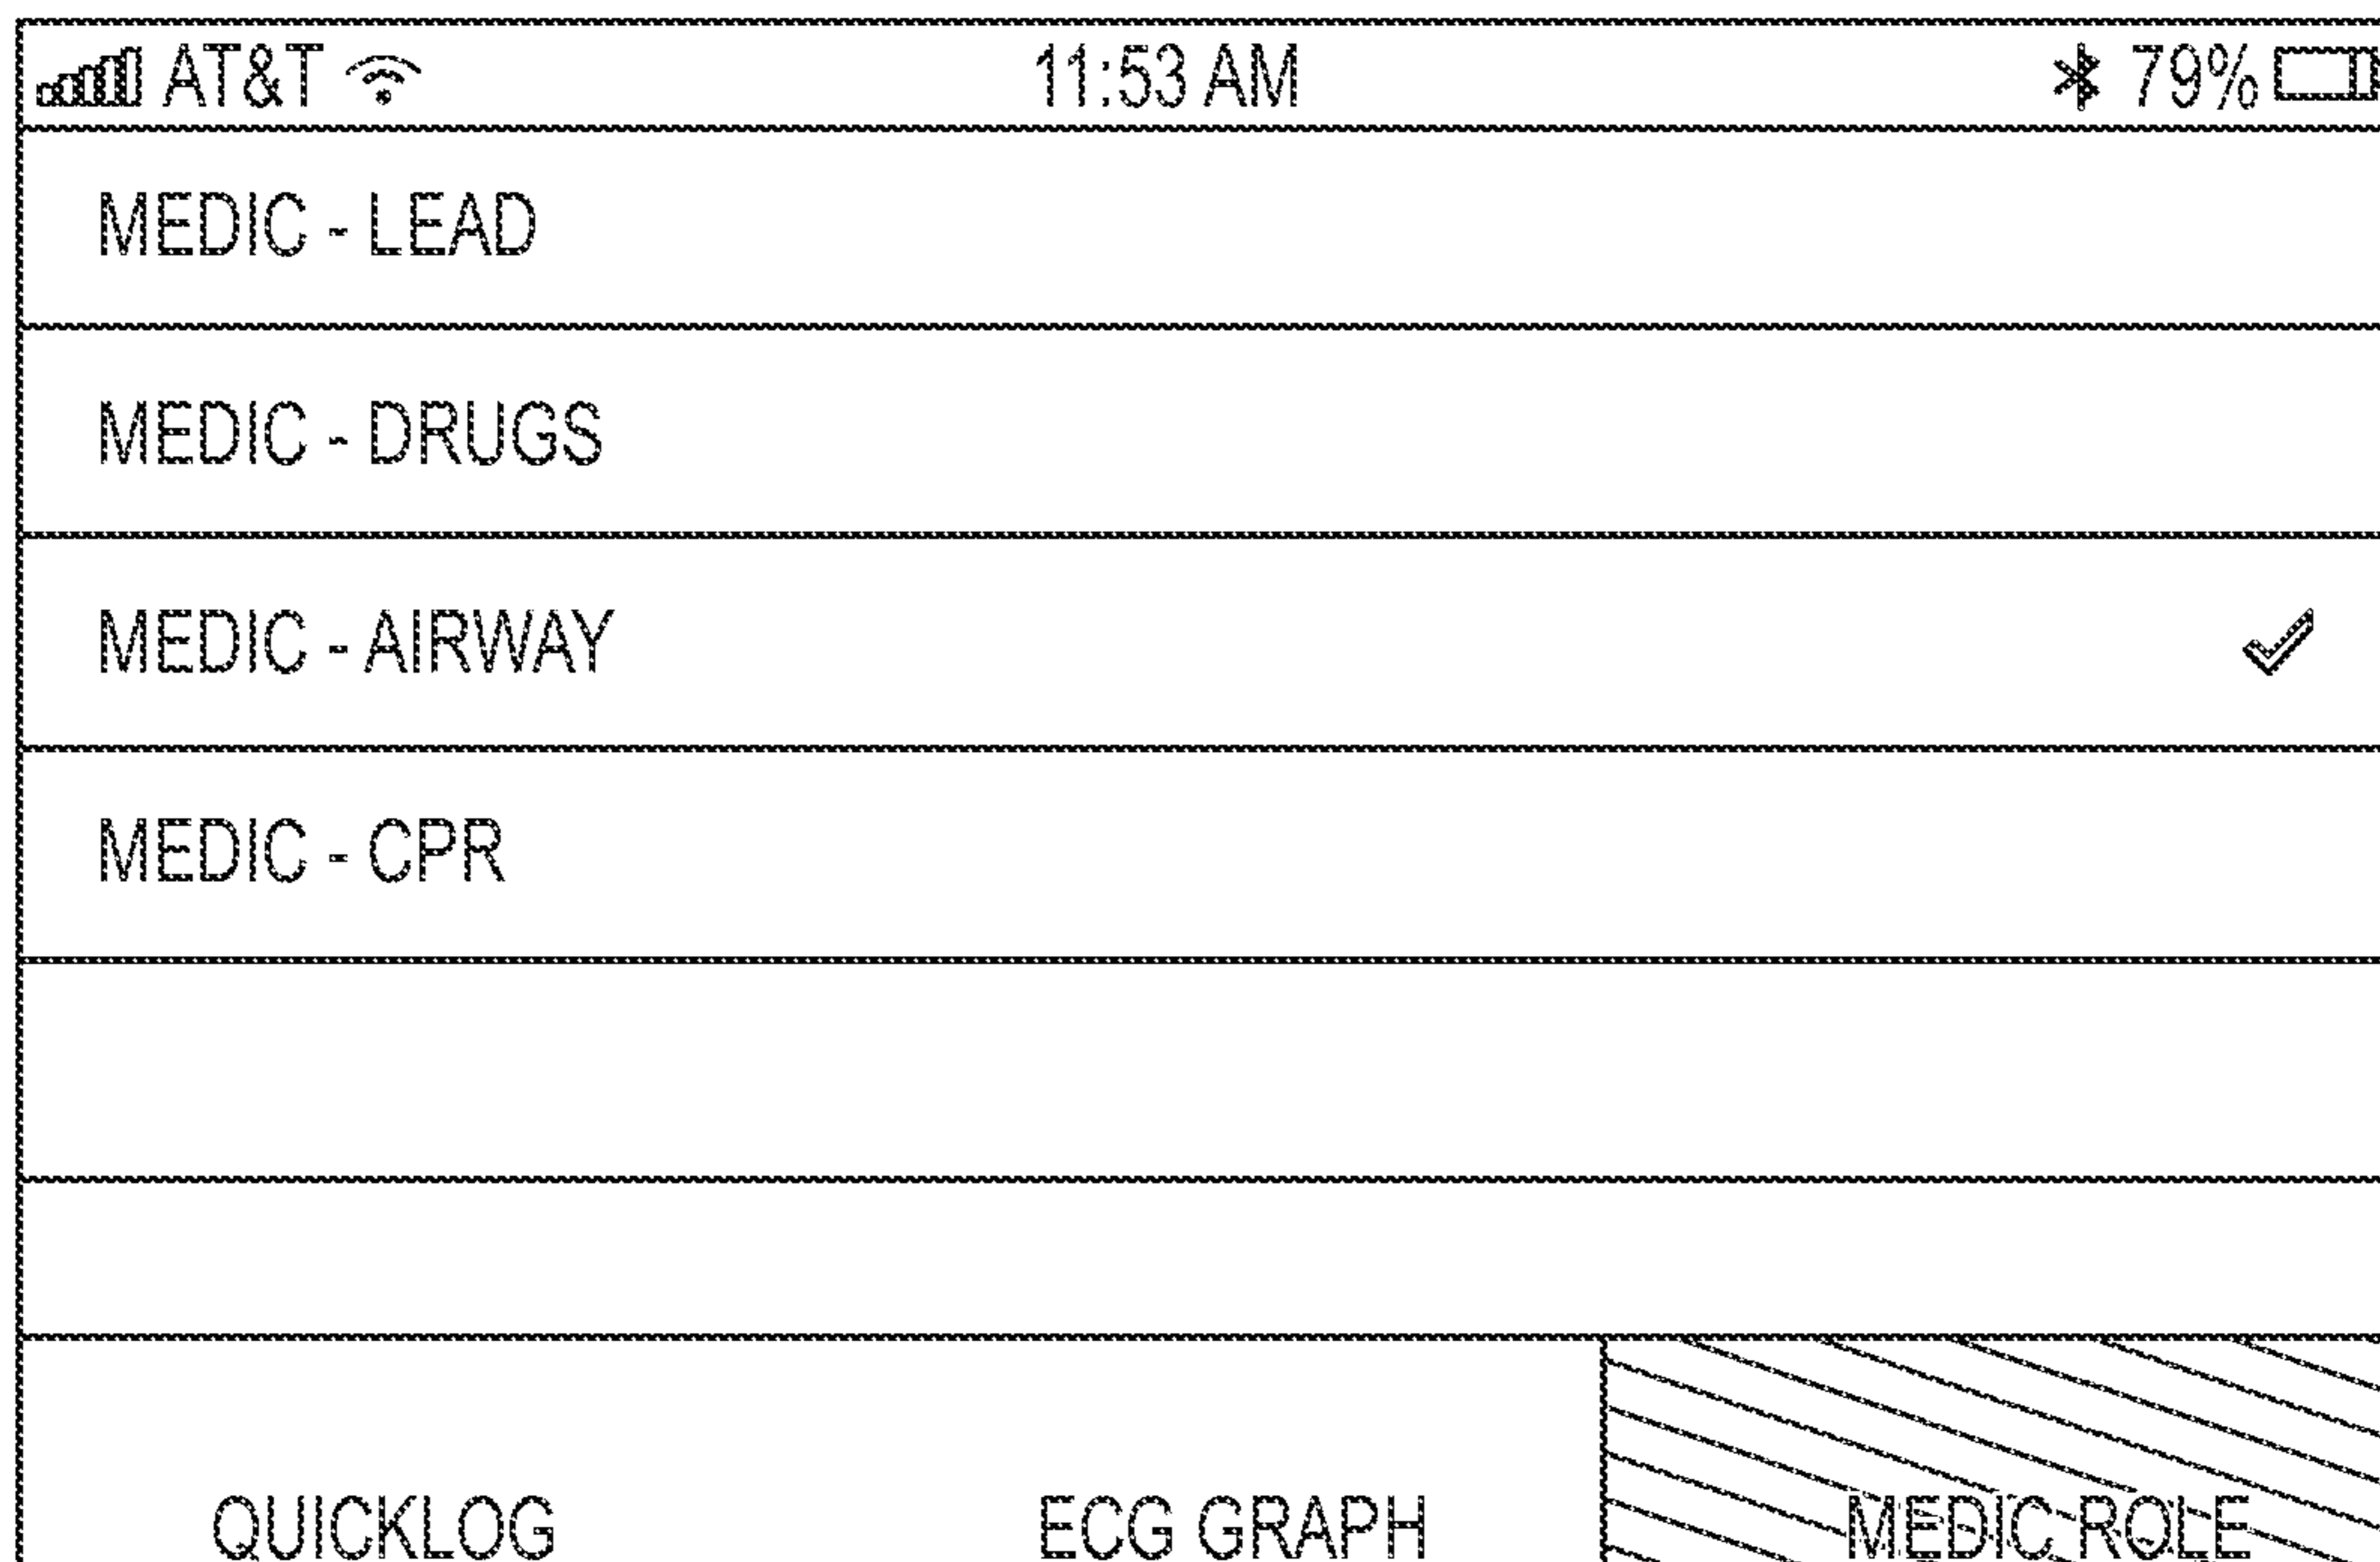 AT&T 11:53 AM 79%
MEDIC - LEAD
MEDIC - DRUGS
MEDIC - AIRWAY
MEDIC - CPR
QUICKLOG ECG GRAPH MEDIC ROLE